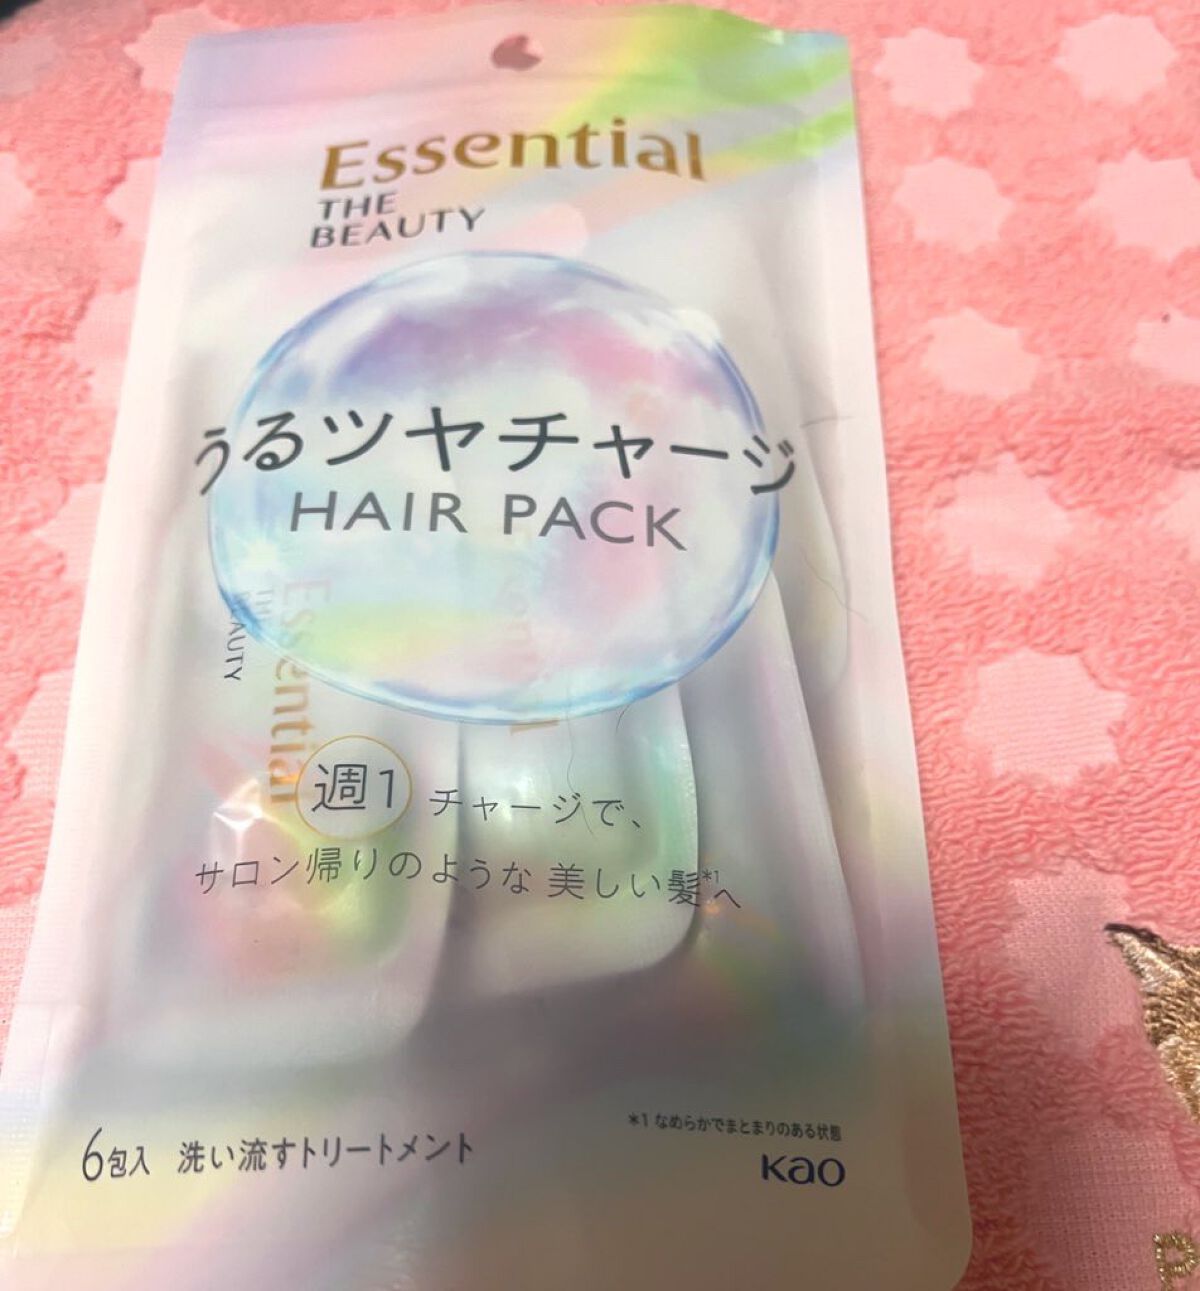 Essential
THE
BEAUTY
うるツヤチャージ
HAIR PACK
Essential
THE
BEAUTY
週1 チャージで、
サロン帰りのような 美しい髪*1へ
*1 なめらかでまとまりのある状態
6包入 洗い流すトリートメント
Kao
P